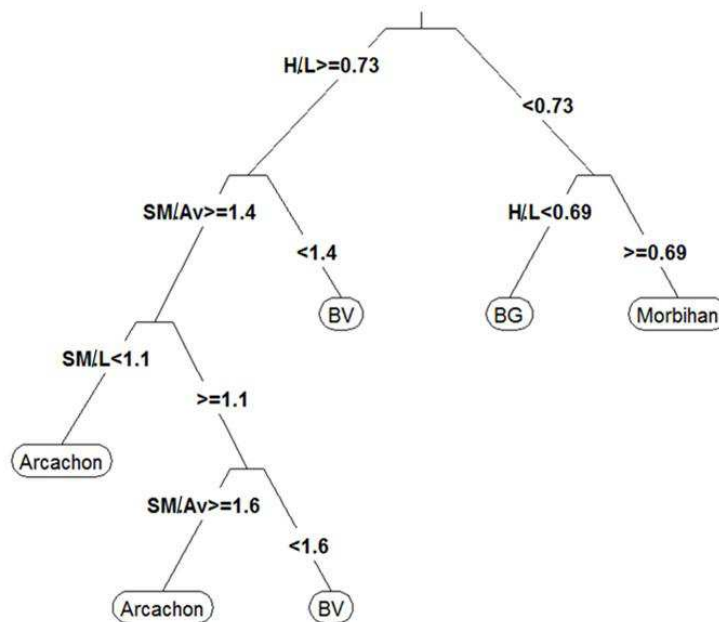 H/L>=0.73
<0.73
SM/Av>=1.4
H/L<0.69
<1.4
>=0.69
BV
BG
Morbihan
SM/L<1.1
>=1.1
Arcachon
SM/Av>=1.6
<1.6
Arcachon
BV